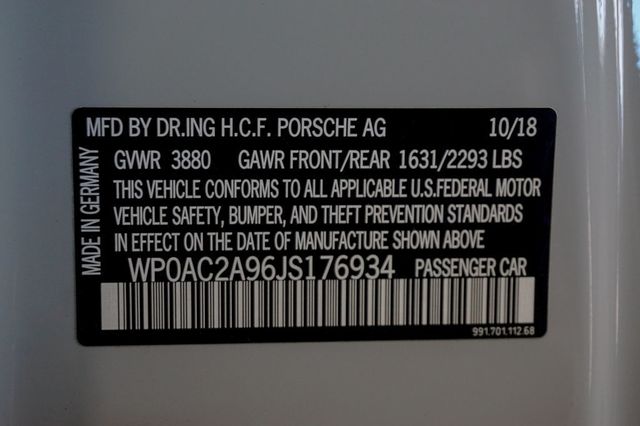 MFD BY DR.ING H.C.F. PORSCHE AG 10/18
GVWR 3880 GAWR FRONT/REAR 1631/2293 LBS
THIS VEHICLE CONFORMS TO ALL APPLICABLE U.S.FEDERAL MOTOR
VEHICLE SAFETY, BUMPER, AND THEFT PREVENTION STANDARDS
IN EFFECT ON THE DATE OF MANUFACTURE SHOWN ABOVE
WP0AC2A96JS176934 PASSENGER CAR
991.701.112.68
MADE IN GERMANY